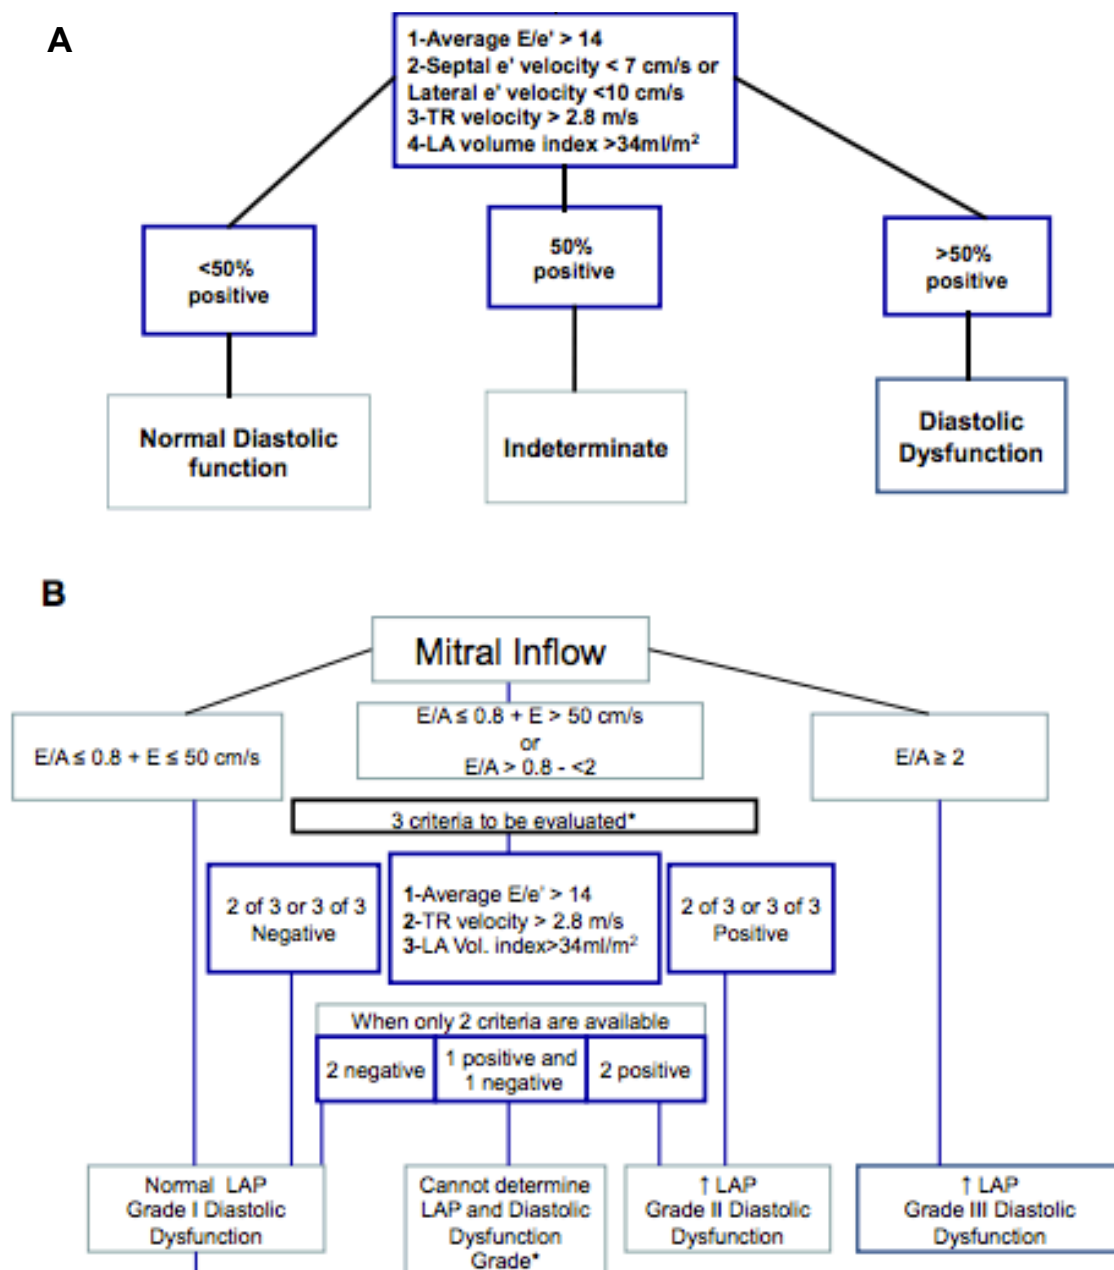 A
1-Average E/e' > 14
2-Septal e' velocity < 7 cm/s or
Lateral e' velocity <10 cm/s
3-TR velocity > 2.8 m/s
4-LA volume index >34ml/m²
<50%
positive
50%
positive
>50%
positive
Normal Diastolic
function
Indeterminate
Diastolic
Dysfunction
B
Mitral Inflow
E/A ≤ 0.8 + E ≤ 50 cm/s
E/A ≤ 0.8 + E > 50 cm/s
or
E/A > 0.8 - <2
E/A ≥ 2
3 criteria to be evaluated*
2 of 3 or 3 of 3
Negative
1-Average E/e' > 14
2-TR velocity > 2.8 m/s
3-LA Vol. index>34ml/m²
2 of 3 or 3 of 3
Positive
When only 2 criteria are available
2 negative
1 positive and
1 negative
2 positive
Normal LAP
Grade I Diastolic
Dysfunction
Cannot determine
LAP and Diastolic
Dysfunction
Grade*
↑ LAP
Grade II Diastolic
Dysfunction
↑ LAP
Grade III Diastolic
Dysfunction